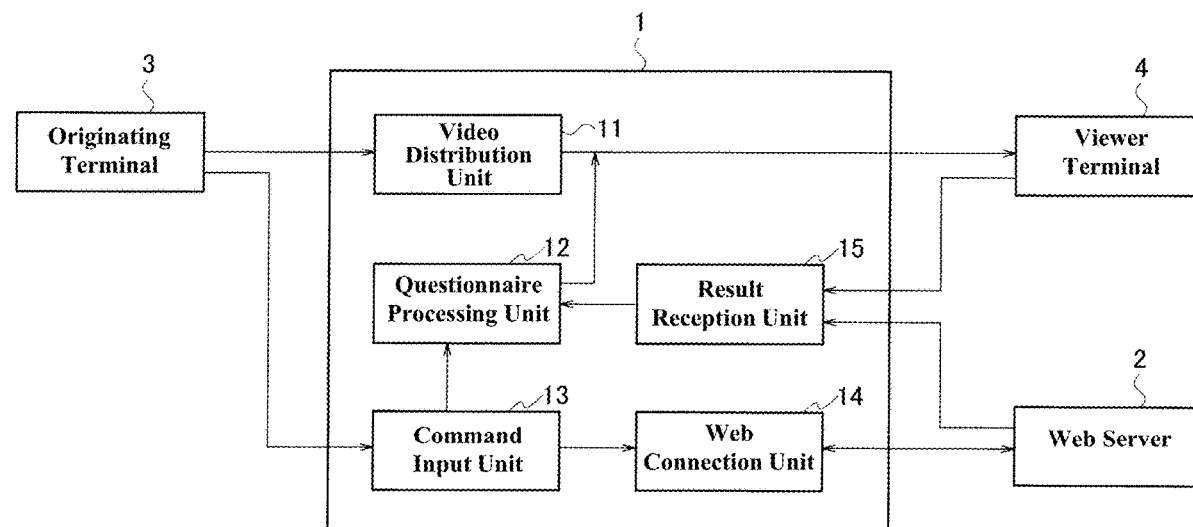 1
3
4
Originating
Terminal
Video
Distribution
Unit
11
Viewer
Terminal
12
Questionnaire
Processing Unit
15
Result
Reception Unit
13
Command
Input Unit
14
Web
Connection Unit
2
Web Server